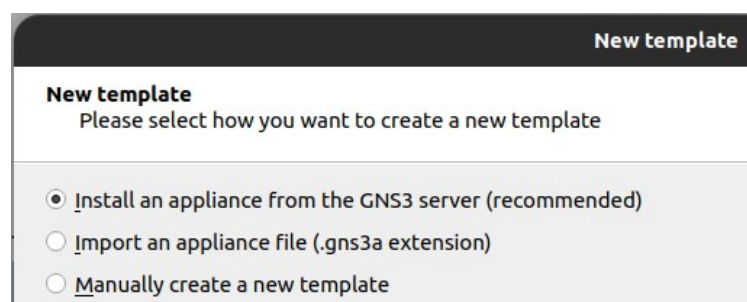 New template
New template
Please select how you want to create a new template
Install an appliance from the GNS3 server (recommended)
Import an appliance file (.gns3a extension)
Manually create a new template